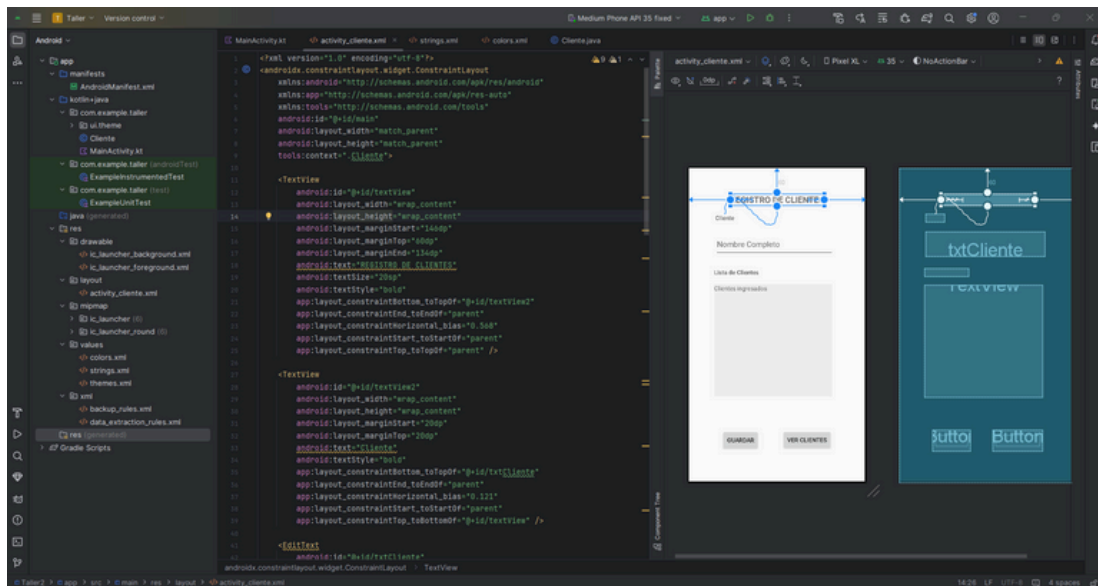 Taller
Version control
Medium Phone API 35 fixed
app
Android
MainActivity.kt
activity_cliente.xml
strings.xml
colors.xml
Cliente.java
app
manifests
AndroidManifest.xml
kotlin+java
com.example.taller
ui.theme
Cliente
MainActivity.kt
com.example.taller (androidTest)
ExampleInstrumentedTest
com.example.taller (test)
ExampleUnitTest
java (generated)
res
drawable
ic_launcher_background.xml
ic_launcher_foreground.xml
layout
activity_cliente.xml
mipmap
ic_launcher (6)
ic_launcher_round (6)
values
colors.xml
strings.xml
themes.xml
xml
backup_rules.xml
data_extraction_rules.xml
res (generated)
Gradle Scripts
<?xml version="1.0" encoding="utf-8"?>
<androidx.constraintlayout.widget.ConstraintLayout
xmlns:android="http://schemas.android.com/apk/res/android"
xmlns:app="http://schemas.android.com/apk/res-auto"
xmlns:tools="http://schemas.android.com/tools"
android:id="@+id/main"
android:layout_width="match_parent"
android:layout_height="match_parent"
tools:context=".Cliente">
<TextView
android:id="@+id/textView"
android:layout_width="wrap_content"
14 android:layout_height="wrap_content"
android:layout_marginStart="146dp"
android:layout_marginTop="60dp"
android:layout_marginEnd="134dp"
android:text="REGISTRO DE CLIENTES"
android:textSize="20sp"
android:textStyle="bold"
app:layout_constraintBottom_toTopOf="@+id/textView2"
app:layout_constraintEnd_toEndOf="parent"
app:layout_constraintHorizontal_bias="0.568"
app:layout_constraintStart_toStartOf="parent"
app:layout_constraintTop_toTopOf="parent" />
<TextView
android:id="@+id/textView2"
android:layout_width="wrap_content"
android:layout_height="wrap_content"
android:layout_marginStart="20dp"
android:layout_marginTop="20dp"
android:text="Cliente"
android:textStyle="bold"
app:layout_constraintBottom_toTopOf="@+id/txtCliente"
app:layout_constraintEnd_toEndOf="parent"
app:layout_constraintHorizontal_bias="0.121"
app:layout_constraintStart_toStartOf="parent"
app:layout_constraintTop_toBottomOf="@+id/textView" />
<EditText
android:id="@+id/txtCliente"
androidx.constraintlayout.widget.ConstraintLayout > TextView
Palette
Component Tree
Attributes
activity_cliente.xml
Pixel XL
35
NoActionBar
0dp
REGISTRO DE CLIENTES
Cliente
Nombre Completo
Lista de Clientes
Clientes ingresados
GUARDAR
VER CLIENTES
txtCliente
TextView
Button
Button
Taller2 > app > src > main > res > layout > activity_cliente.xml
14:26 LF UTF-8 4 spaces